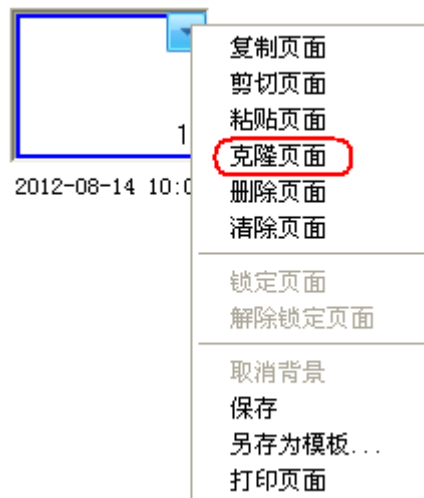 1
2012-08-14 10:0
复制页面
剪切页面
粘贴页面
克隆页面
删除页面
清除页面
锁定页面
解除锁定页面
取消背景
保存
另存为模板...
打印页面